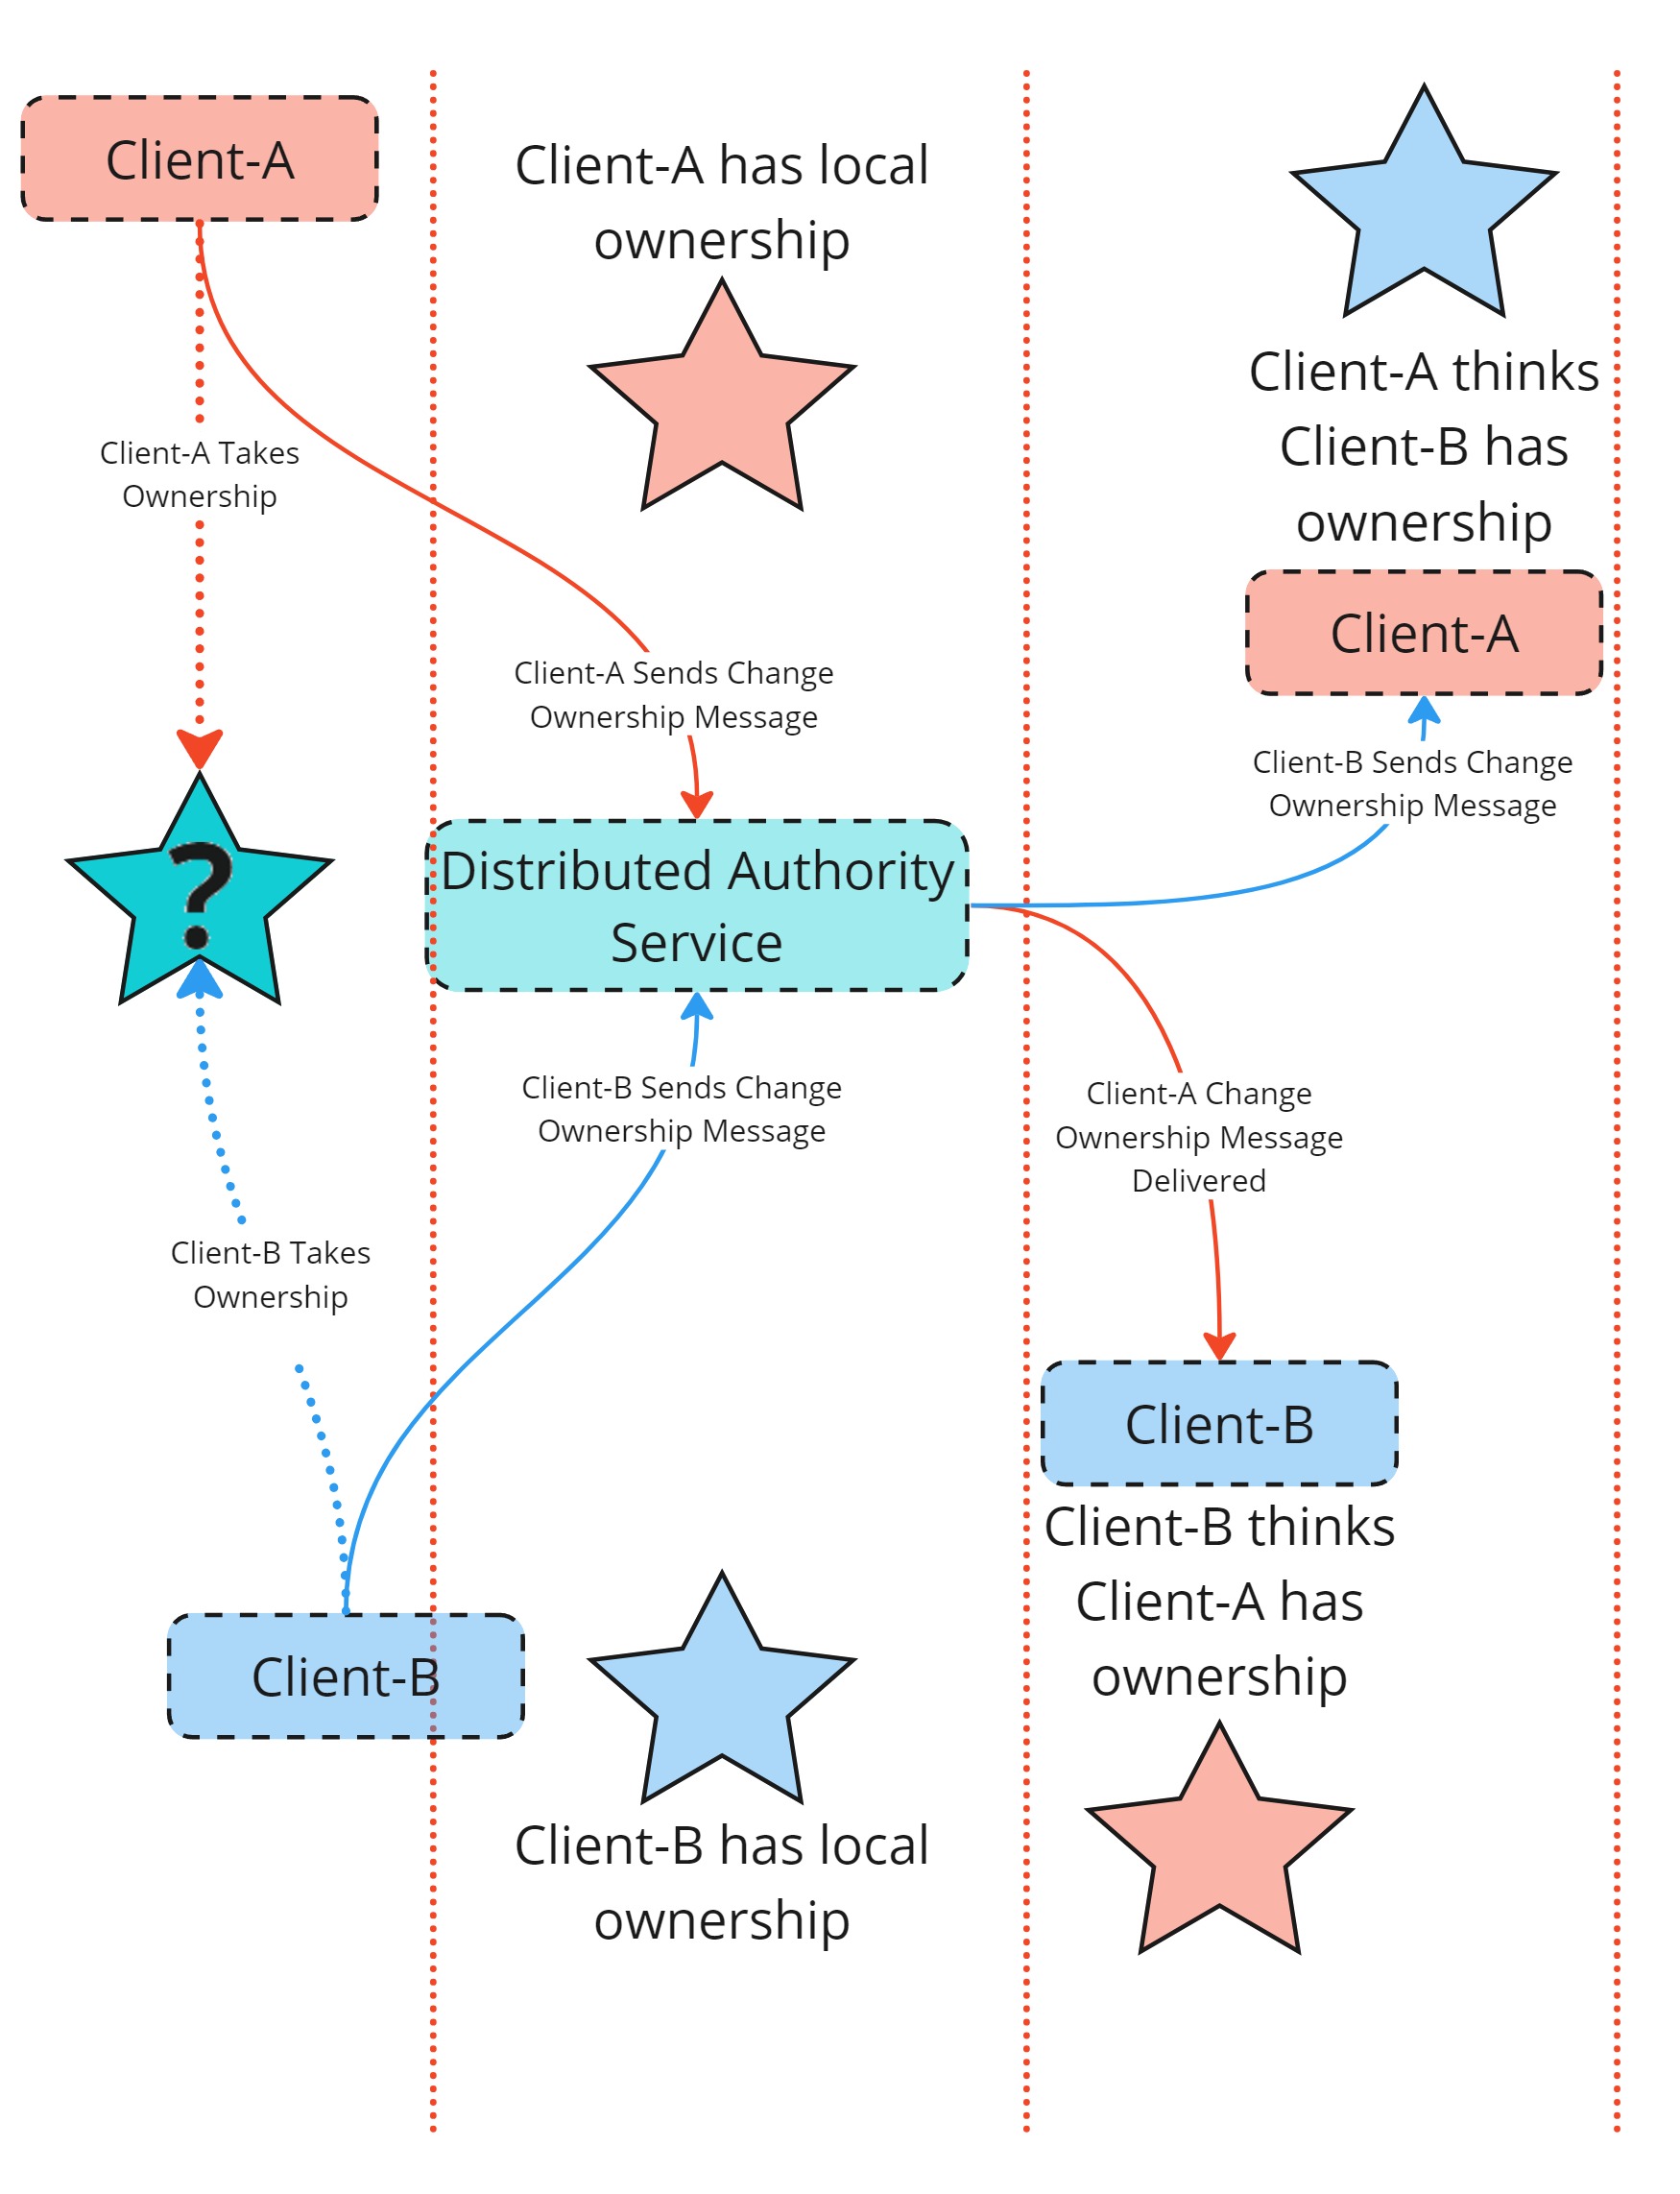 Client-A
Client-A has local
ownership
Client-A thinks
Client-B has
ownership
Client-A Takes
Ownership
Client-A
Client-A Sends Change
Ownership Message
Client-B Sends Change
Ownership Message
?
Distributed Authority
Service
Client-B Sends Change
Ownership Message
Client-A Change
Ownership Message
Delivered
Client-B Takes
Ownership
Client-B
Client-B thinks
Client-A has
ownership
Client-B
Client-B has local
ownership